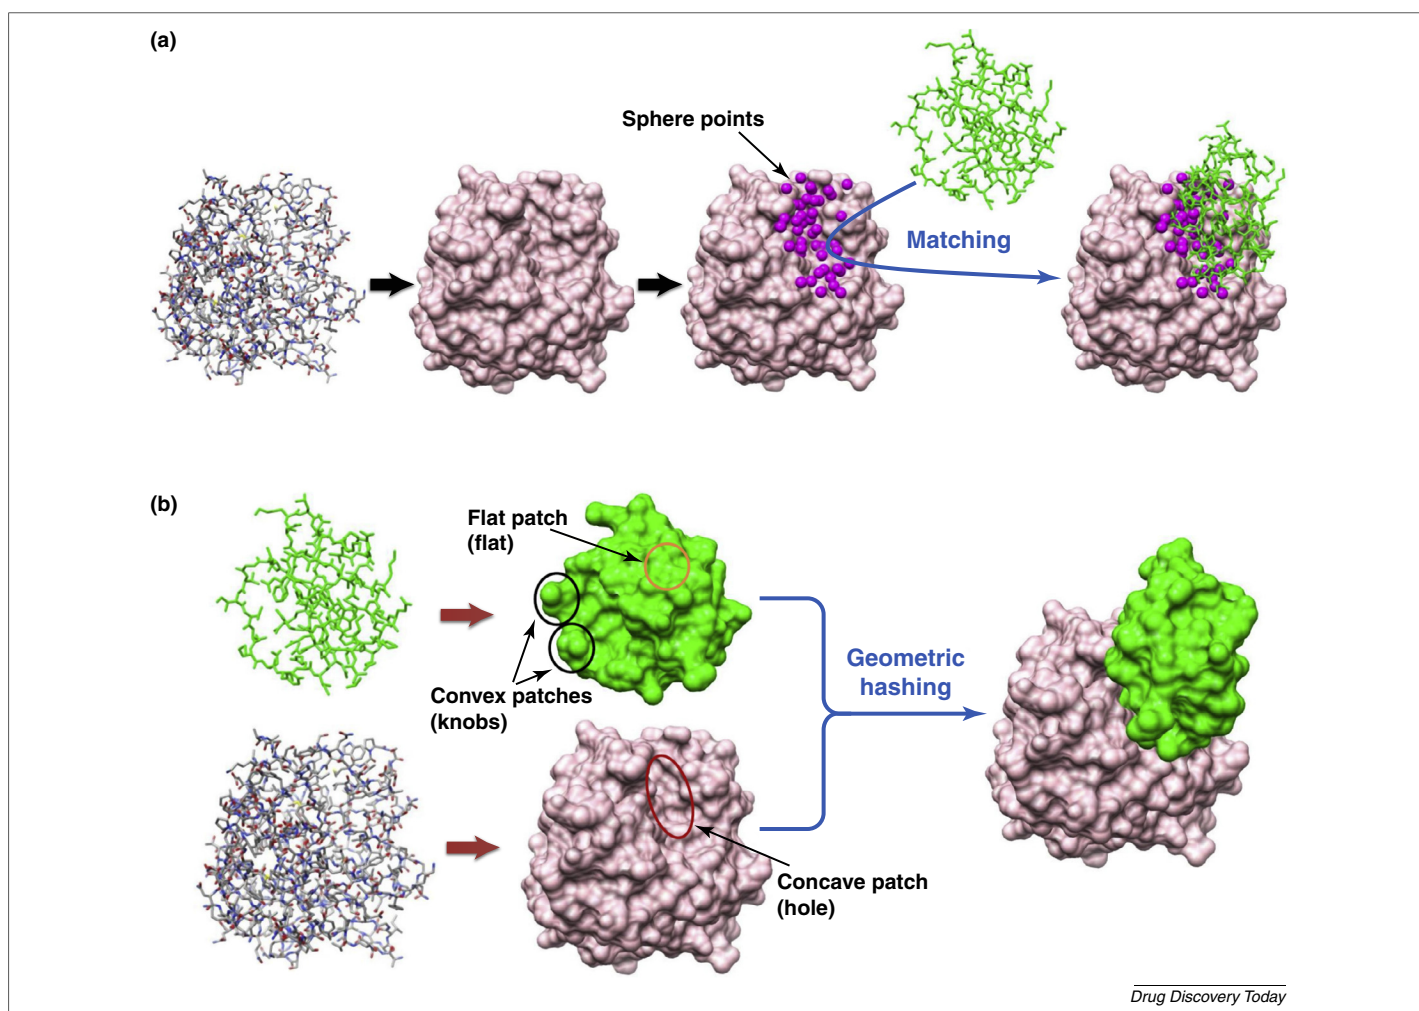 (a)
Sphere points
Matching
(b)
Flat patch
(flat)
Convex patches
(knobs)
Geometric
hashing
Concave patch
(hole)
Drug Discovery Today